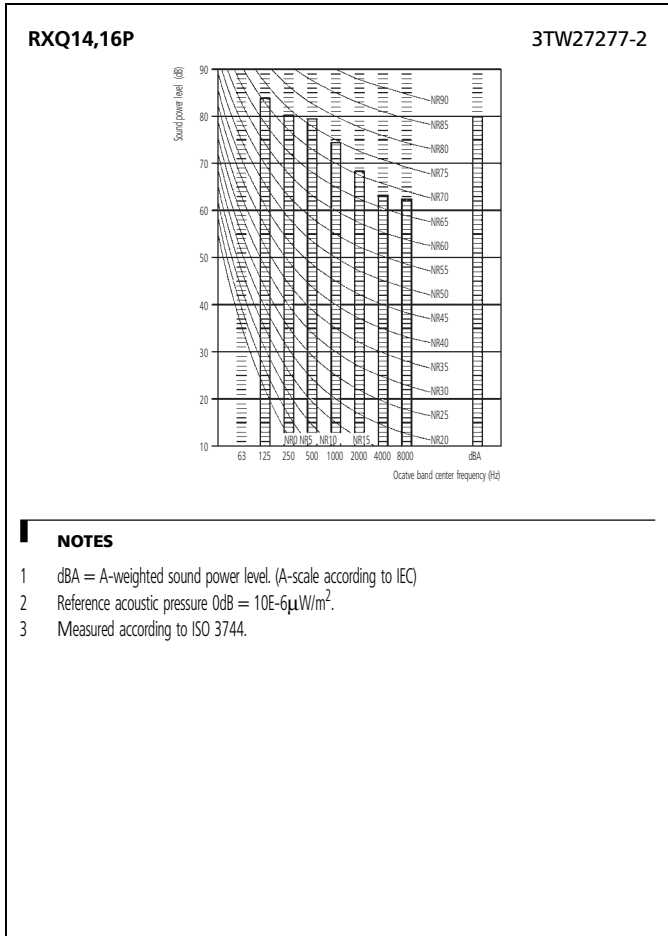 RXQ14,16P 3TW27277-2
Sound power level (dB)
90
80
70
60
50
40
30
20
10
NR90
NR85
NR80
NR75
NR70
NR65
NR60
NR55
NR50
NR45
NR40
NR35
NR30
NR25
NR20
NR0 NR5 NR10 NR15
63 125 250 500 1000 2000 4000 8000 dBA
Ocatve band center frequency (Hz)
NOTES
1 dBA = A-weighted sound power level. (A-scale according to IEC)
2 Reference acoustic pressure 0dB = 10E-6μW/m².
3 Measured according to ISO 3744.